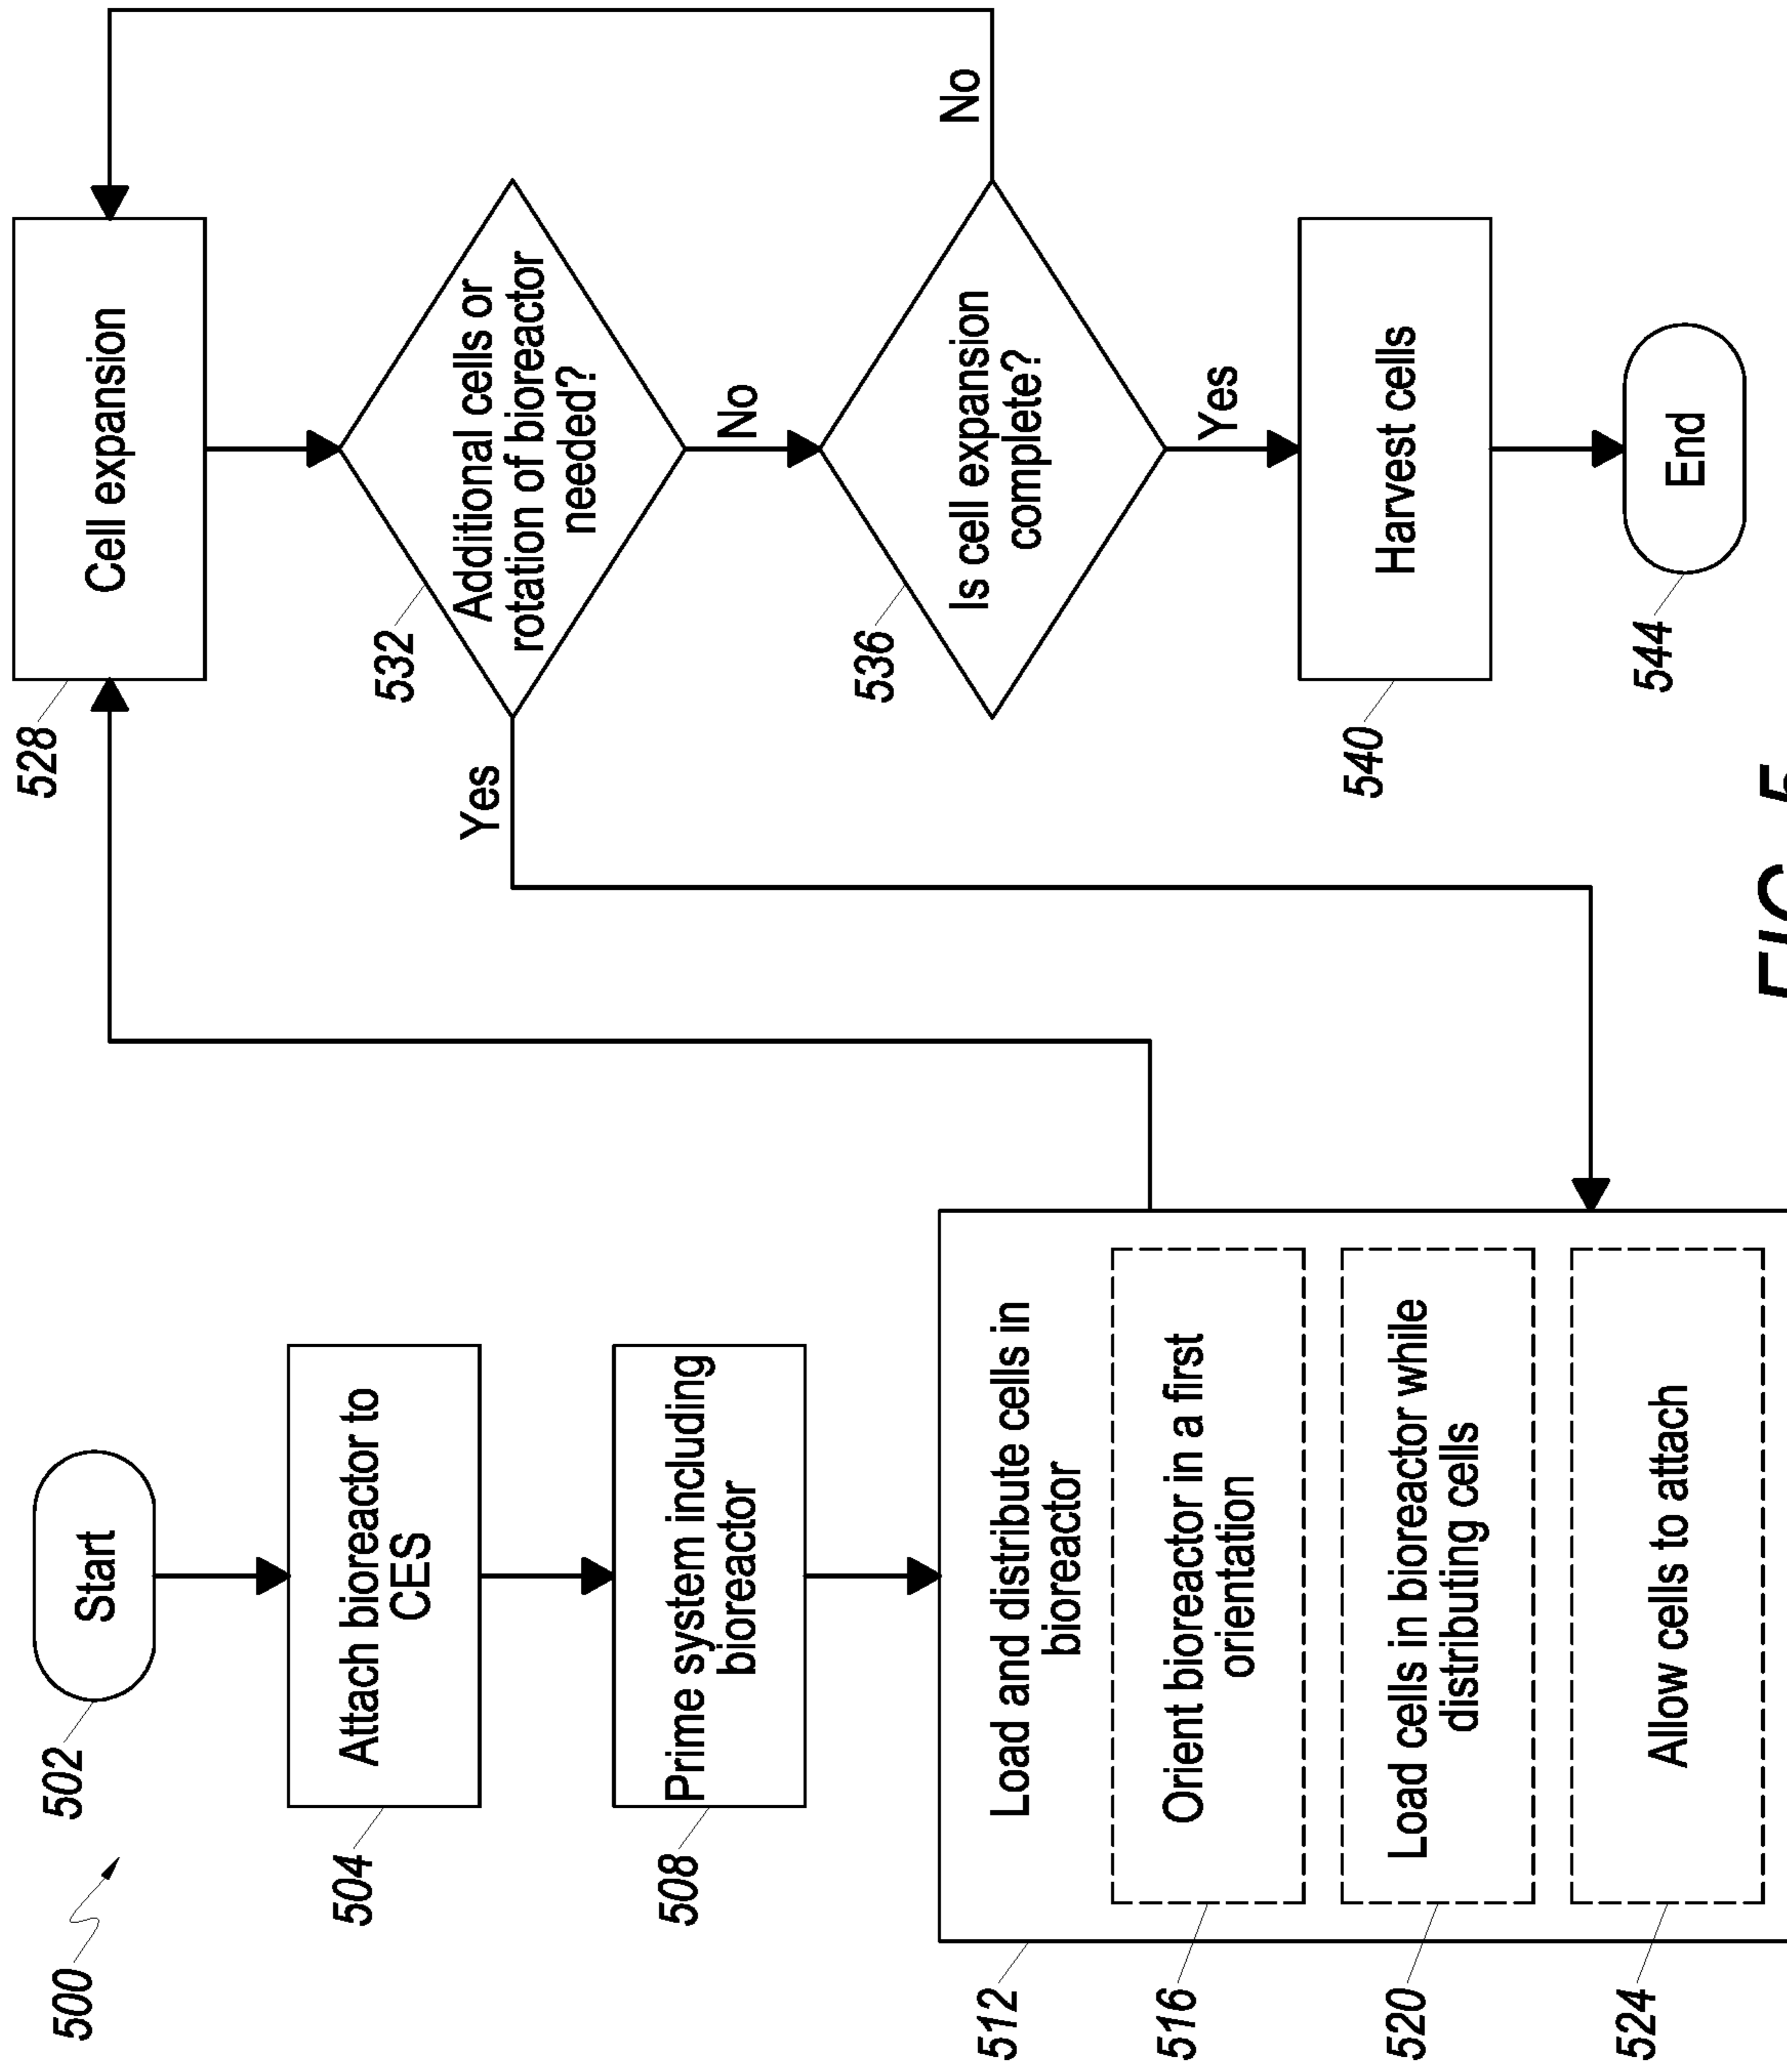 500
502
Start
504
Attach bioreactor to
CES
508
Prime system including
bioreactor
512
Load and distribute cells in
bioreactor
516
Orient bioreactor in a first
orientation
520
Load cells in bioreactor while
distributing cells
524
Allow cells to attach
528
Cell expansion
532
Additional cells or
rotation of bioreactor
needed?
Yes
No
536
Is cell expansion
complete?
No
Yes
540
Harvest cells
544
End
FIG. 5